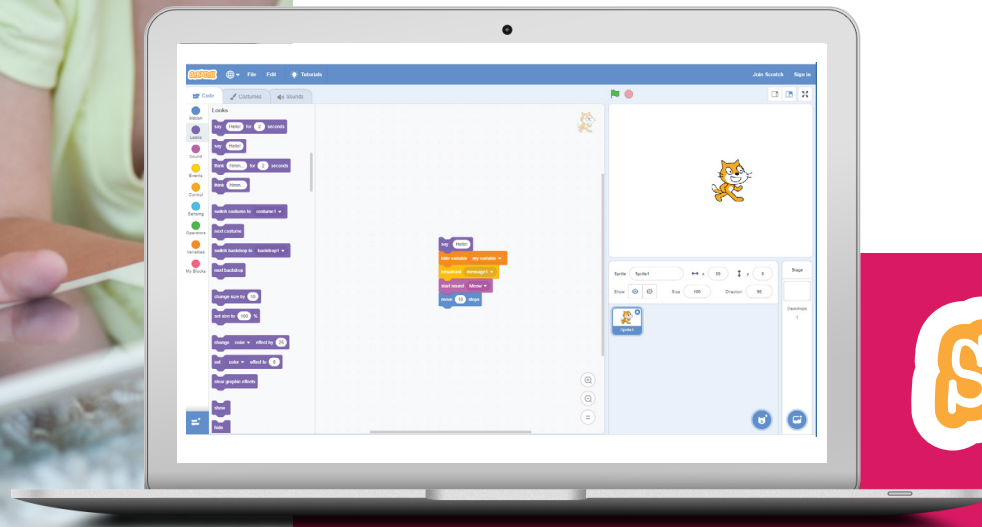 SCRATCH File Edit Tutorials Join Scratch Sign in
Code Costumes Sounds
Motion
Looks
Sound
Events
Control
Sensing
Operators
Variables
My Blocks
Looks
say Hello! for 2 seconds
say Hello!
think Hmm... for 2 seconds
think Hmm...
switch costume to costume1
next costume
switch backdrop to backdrop1
next backdrop
change size by 10
set size to 100 %
change color effect by 25
set color effect to 0
clear graphic effects
show
hide
say Hello!
hide variable my variable
broadcast message1
start sound Meow
move 10 steps
Sprite Sprite1 x y
Show Size 100 Direction 90
Sprite1
Stage
Backdrops
1
S